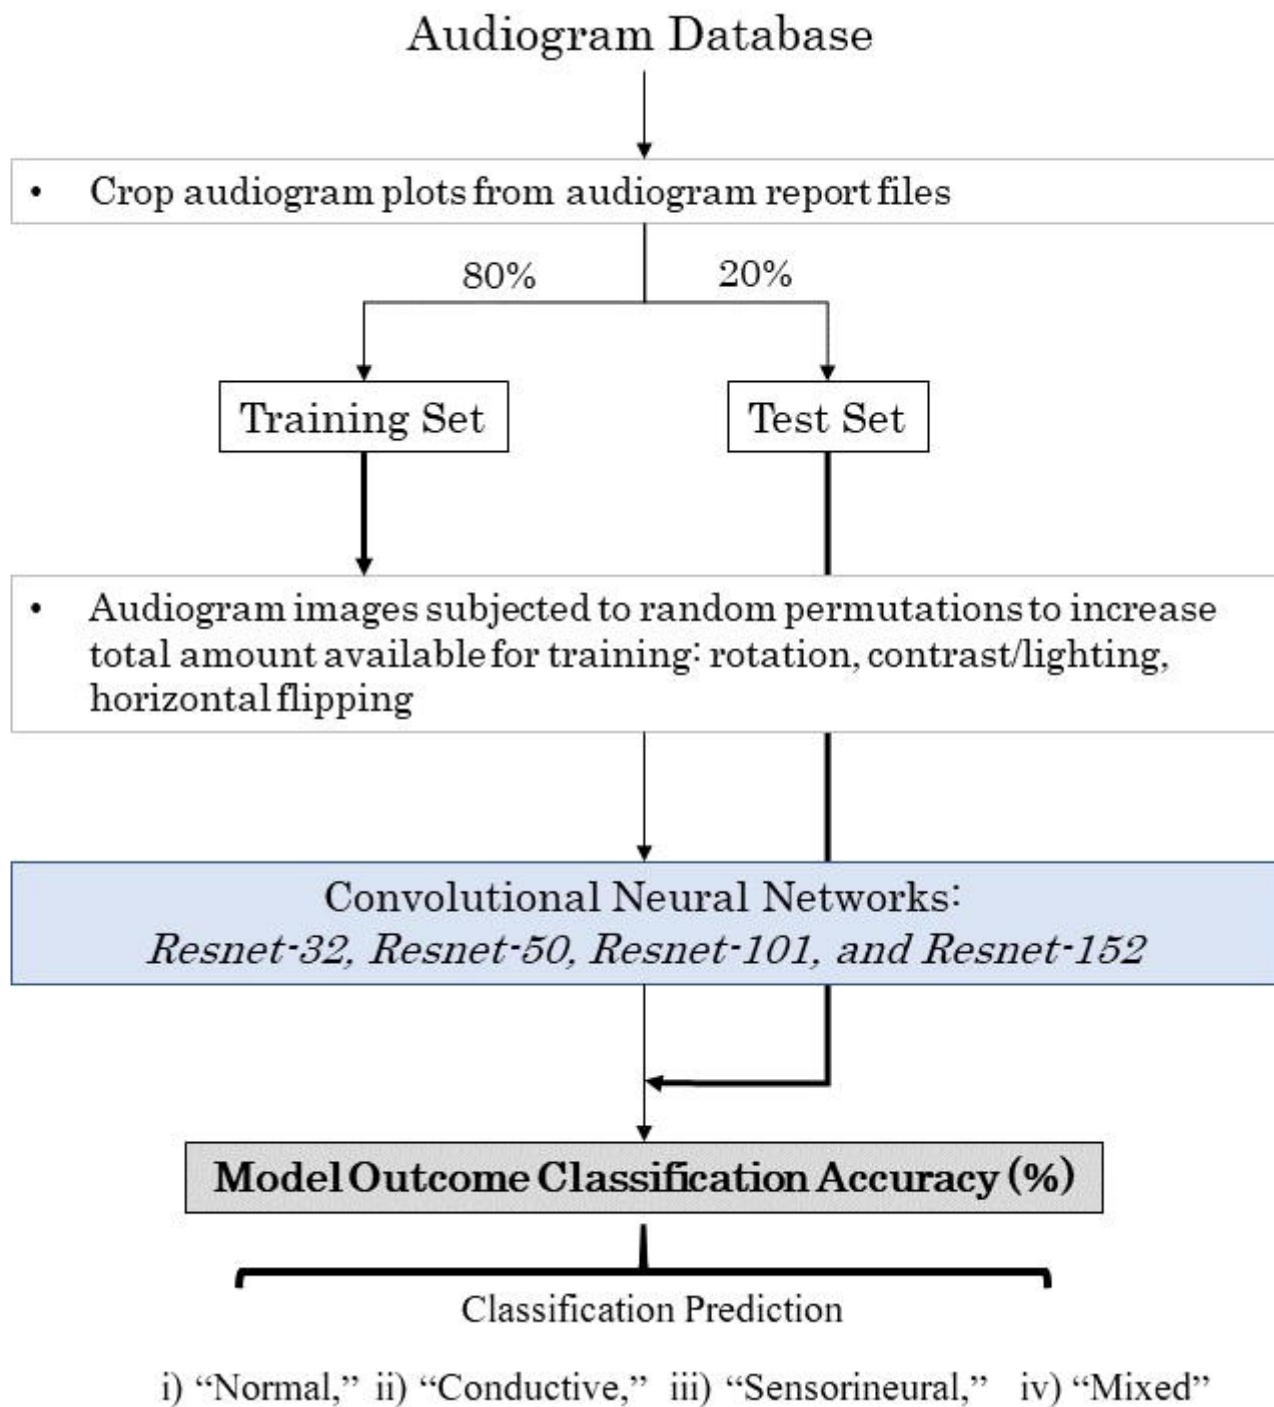 Audiogram Database
• Crop audiogram plots from audiogram report files
80% 20%
Training Set Test Set
• Audiogram images subjected to random permutations to increase
total amount available for training: rotation, contrast/lighting,
horizontal flipping
Convolutional Neural Networks:
Resnet-32, Resnet-50, Resnet-101, and Resnet-152
Model Outcome Classification Accuracy (%)
Classification Prediction
i) “Normal,” ii) “Conductive,” iii) “Sensorineural,” iv) “Mixed”